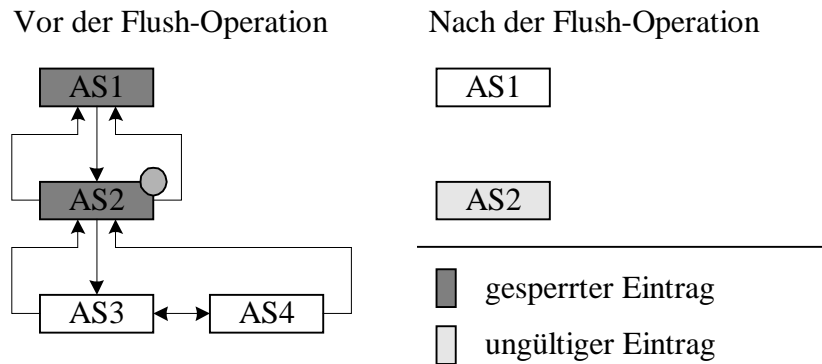 Vor der Flush-Operation
Nach der Flush-Operation
AS1
AS1
AS2
AS2
AS3
AS4
gesperrter Eintrag
ungültiger Eintrag